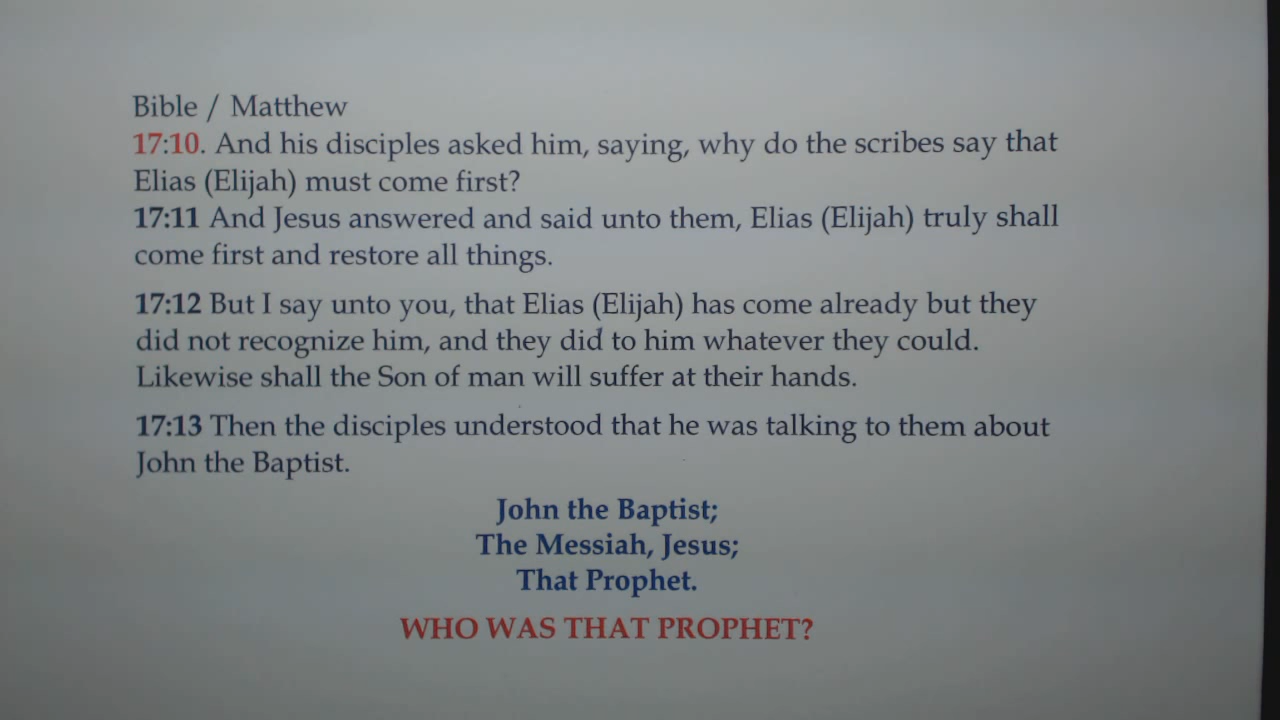 Bible / Matthew
17:10. And his disciples asked him, saying, why do the scribes say that
Elias (Elijah) must come first?
17:11 And Jesus answered and said unto them, Elias (Elijah) truly shall
come first and restore all things.
17:12 But I say unto you, that Elias (Elijah) has come already but they
did not recognize him, and they did to him whatever they could.
Likewise shall the Son of man will suffer at their hands.
17:13 Then the disciples understood that he was talking to them about
John the Baptist.
John the Baptist;
The Messiah, Jesus;
That Prophet.
WHO WAS THAT PROPHET?